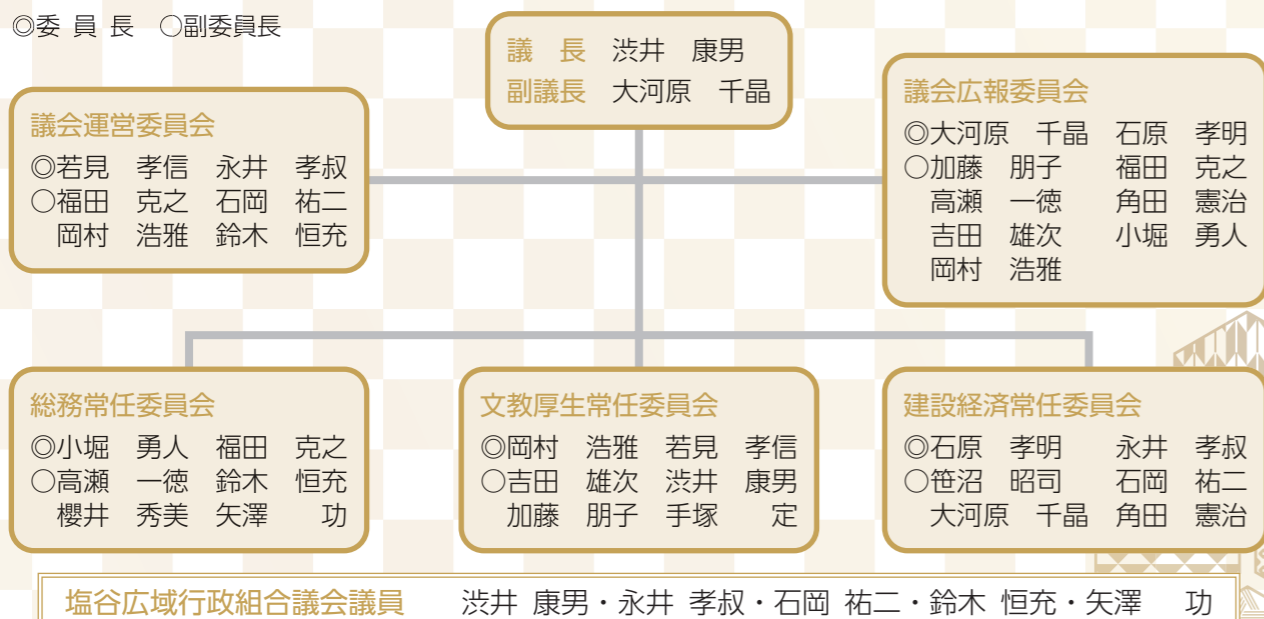 ◎委 員 長　○副委員長
議　長　渋井　康男
副議長　大河原　千晶
議会運営委員会
◎若見　孝信　永井　孝叔
○福田　克之　石岡　祐二
岡村　浩雅　鈴木　恒充
議会広報委員会
◎大河原　千晶　石原　孝明
○加藤　朋子　福田　克之
高瀬　一徳　角田　憲治
吉田　雄次　小堀　勇人
岡村　浩雅
総務常任委員会
◎小堀　勇人　福田　克之
○高瀬　一徳　鈴木　恒充
櫻井　秀美　矢澤　功
文教厚生常任委員会
◎岡村　浩雅　若見　孝信
○吉田　雄次　渋井　康男
加藤　朋子　手塚　定
建設経済常任委員会
◎石原　孝明　永井　孝叔
○笹沼　昭司　石岡　祐二
大河原　千晶　角田　憲治
塩谷広域行政組合議会議員　渋井 康男・永井 孝叔・石岡 祐二・鈴木 恒充・矢澤　功